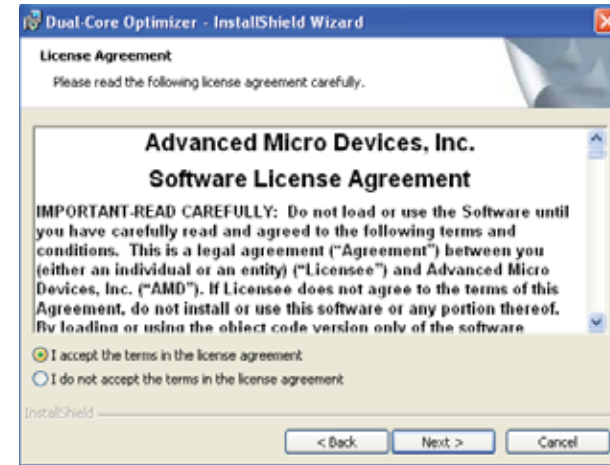 Dual-Core Optimizer - InstallShield Wizard
License Agreement
Please read the following license agreement carefully.
Advanced Micro Devices, Inc.
Software License Agreement
IMPORTANT-READ CAREFULLY: Do not load or use the Software until
you have carefully read and agreed to the following terms and
conditions. This is a legal agreement (“Agreement”) between you
(either an individual or an entity) (“Licensee”) and Advanced Micro
Devices, Inc. (“AMD”). If Licensee does not agree to the terms of this
Agreement, do not install or use this software or any portion thereof.
By loading or using the object code version only of the software
I accept the terms in the license agreement
I do not accept the terms in the license agreement
InstallShield
< Back Next > Cancel